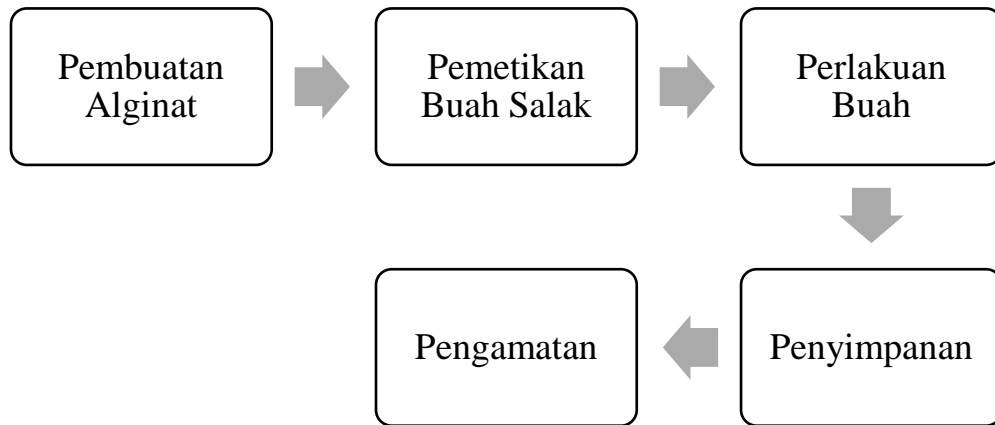 Pembuatan
Alginat
Pemetikan
Buah Salak
Perlakuan
Buah
Penyimpanan
Pengamatan